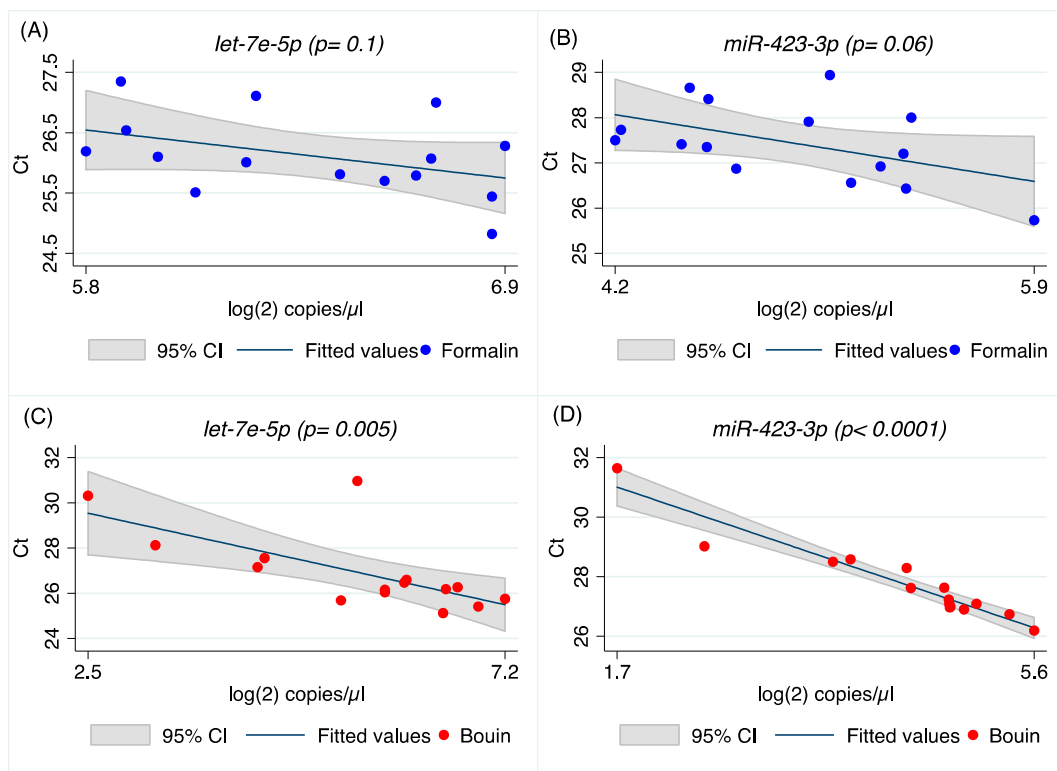 (A)
let-7e-5p (p= 0.1)
Ct
27.5
26.5
25.5
24.5
5.8
6.9
log(2) copies/µl
95% CI
Fitted values
Formalin
(B)
miR-423-3p (p= 0.06)
Ct
29
28
27
26
25
4.2
5.9
log(2) copies/µl
95% CI
Fitted values
Formalin
(C)
let-7e-5p (p= 0.005)
Ct
32
30
28
26
24
2.5
7.2
log(2) copies/µl
95% CI
Fitted values
Bouin
(D)
miR-423-3p (p< 0.0001)
Ct
32
30
28
26
1.7
5.6
log(2) copies/µl
95% CI
Fitted values
Bouin